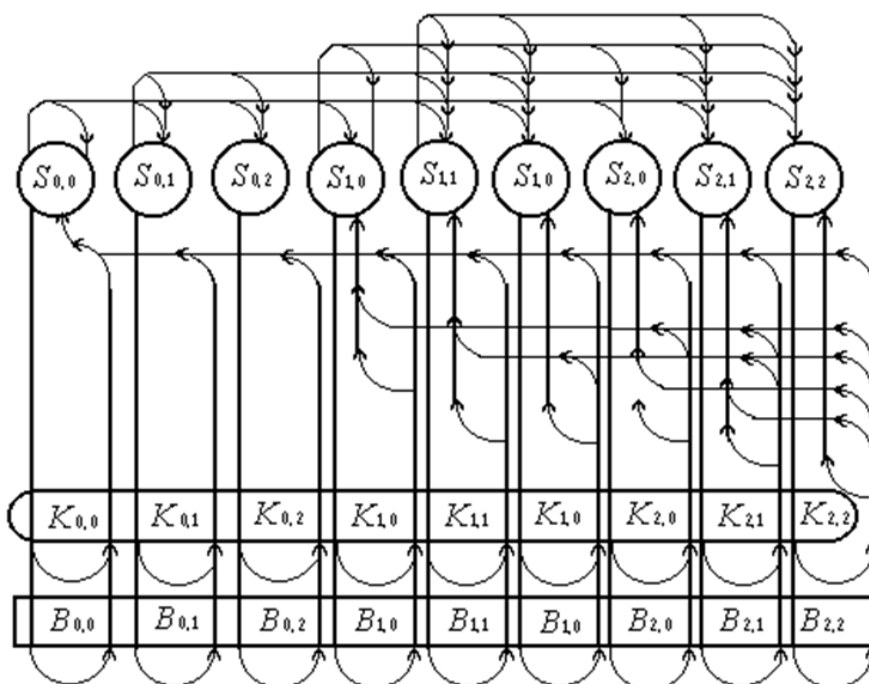 S0,0 S0,1 S0,2 S1,0 S1,1 S1,0 S2,0 S2,1 S2,2
K0,0 K0,1 K0,2 K1,0 K1,1 K1,0 K2,0 K2,1 K2,2
B0,0 B0,1 B0,2 B1,0 B1,1 B1,0 B2,0 B2,1 B2,2